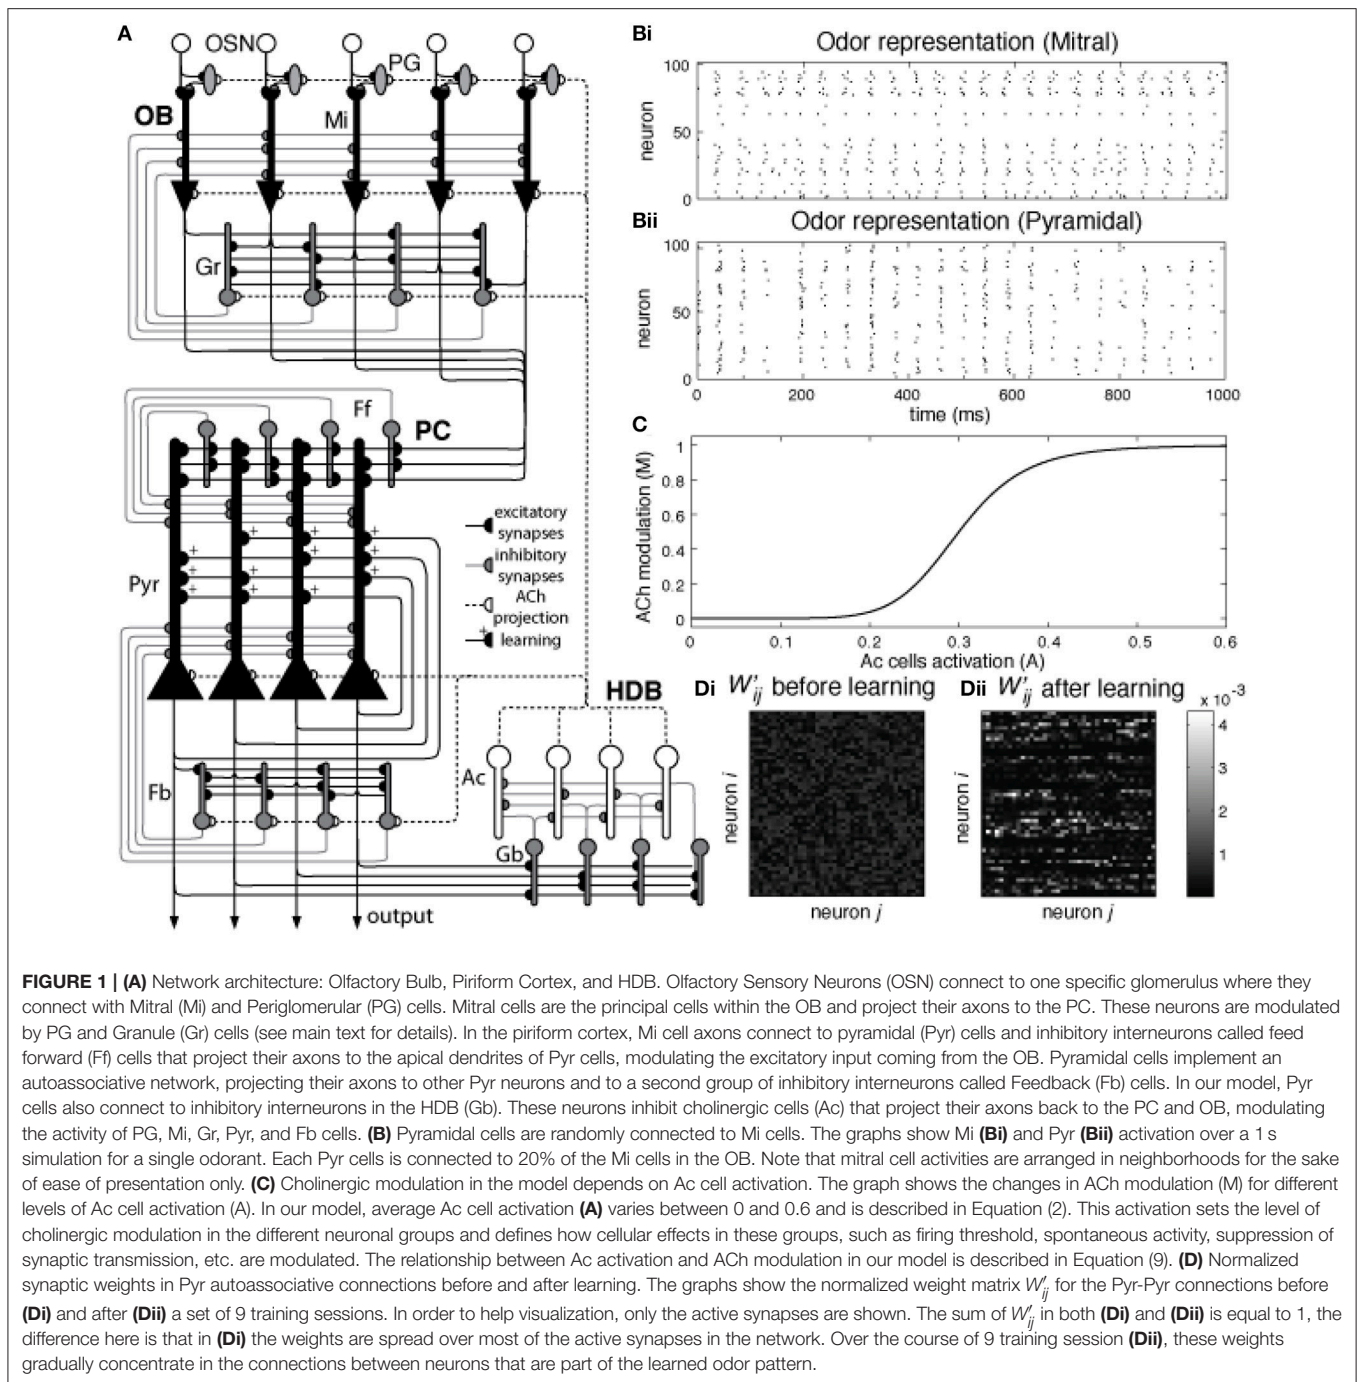 A
OSN
PG
OB
Mi
Gr
Ff
PC
excitatory
synapses
inhibitory
synapses
ACh
projection
learning
Pyr
+ + +
+ + + +
+ + + +
+ + +
+
HDB
Ac
Fb
Gb
output
Bi
Odor representation (Mitral)
100
50
0
neuron
Bii
Odor representation (Pyramidal)
100
50
0
neuron
0 200 400 600 800 1000
time (ms)
C
ACh modulation (M)
1
0.8
0.6
0.4
0.2
0
0 0.1 0.2 0.3 0.4 0.5 0.6
Ac cells activation (A)
Di W'ij before learning
neuron i
neuron j
Dii W'ij after learning
neuron i
neuron j
x 10-3
4
3
2
1
FIGURE 1 | (A) Network architecture: Olfactory Bulb, Piriform Cortex, and HDB. Olfactory Sensory Neurons (OSN) connect to one specific glomerulus where they
connect with Mitral (Mi) and Periglomerular (PG) cells. Mitral cells are the principal cells within the OB and project their axons to the PC. These neurons are modulated
by PG and Granule (Gr) cells (see main text for details). In the piriform cortex, Mi cell axons connect to pyramidal (Pyr) cells and inhibitory interneurons called feed
forward (Ff) cells that project their axons to the apical dendrites of Pyr cells, modulating the excitatory input coming from the OB. Pyramidal cells implement an
autoassociative network, projecting their axons to other Pyr neurons and to a second group of inhibitory interneurons called Feedback (Fb) cells. In our model, Pyr
cells also connect to inhibitory interneurons in the HDB (Gb). These neurons inhibit cholinergic cells (Ac) that project their axons back to the PC and OB, modulating
the activity of PG, Mi, Gr, Pyr, and Fb cells. (B) Pyramidal cells are randomly connected to Mi cells. The graphs show Mi (Bi) and Pyr (Bii) activation over a 1 s
simulation for a single odorant. Each Pyr cells is connected to 20% of the Mi cells in the OB. Note that mitral cell activities are arranged in neighborhoods for the sake
of ease of presentation only. (C) Cholinergic modulation in the model depends on Ac cell activation. The graph shows the changes in ACh modulation (M) for different
levels of Ac cell activation (A). In our model, average Ac cell activation (A) varies between 0 and 0.6 and is described in Equation (2). This activation sets the level of
cholinergic modulation in the different neuronal groups and defines how cellular effects in these groups, such as firing threshold, spontaneous activity, suppression of
synaptic transmission, etc. are modulated. The relationship between Ac activation and ACh modulation in our model is described in Equation (9). (D) Normalized
synaptic weights in Pyr autoassociative connections before and after learning. The graphs show the normalized weight matrix W'ij for the Pyr-Pyr connections before
(Di) and after (Dii) a set of 9 training sessions. In order to help visualization, only the active synapses are shown. The sum of W'ij in both (Di) and (Dii) is equal to 1, the
difference here is that in (Di) the weights are spread over most of the active synapses in the network. Over the course of 9 training session (Dii), these weights
gradually concentrate in the connections between neurons that are part of the learned odor pattern.